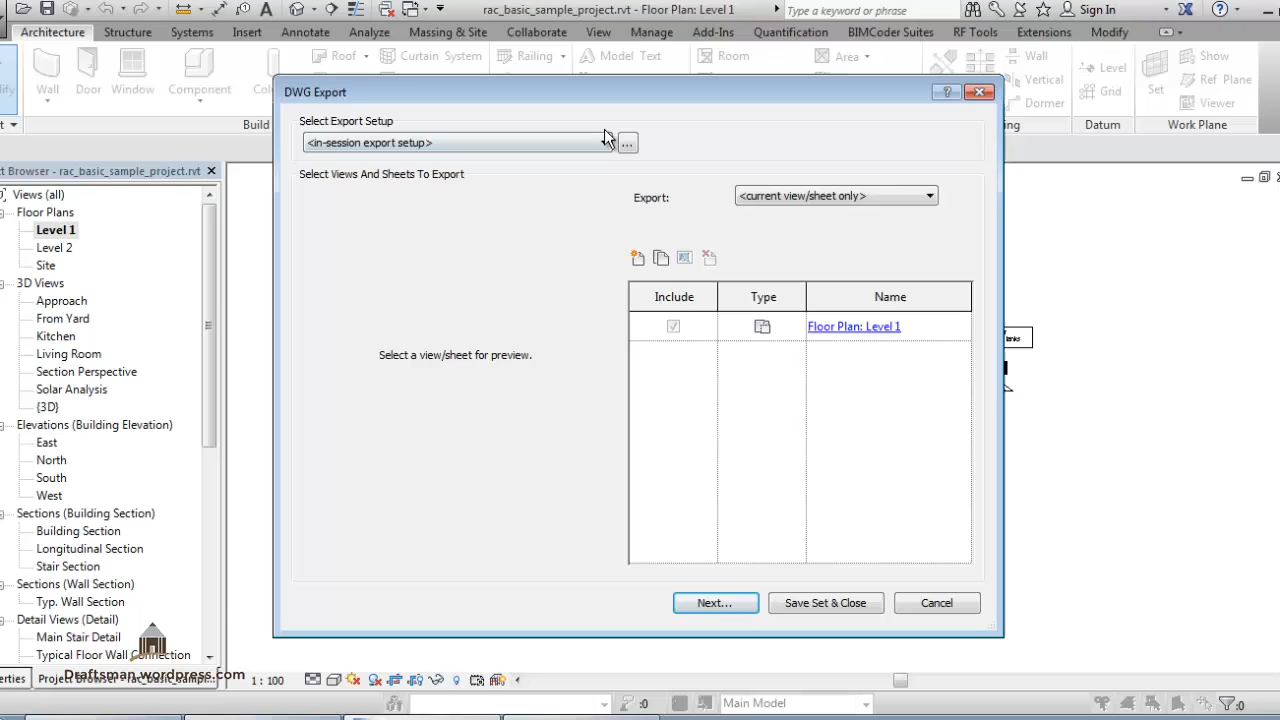 rac_basic_sample_project.rvt - Floor Plan: Level 1
Type a keyword or phrase
Sign In
Architecture
Structure
Systems
Insert
Annotate
Analyze
Massing & Site
Collaborate
View
Manage
Add-Ins
Quantification
BIMCoder Suites
RF Tools
Extensions
Modify
Wall
Door
Window
Component
Roof
Curtain System
Railing
Model Text
Room
Area
Wall
Vertical
Dormer
Level
Grid
Set
Show
Ref Plane
Viewer
Build
Datum
Work Plane
DWG Export
Select Export Setup
<in-session export setup>
...
Select Views And Sheets To Export
Export:
<current view/sheet only>
Include
Type
Name
Floor Plan: Level 1
Select a view/sheet for preview.
Next...
Save Set & Close
Cancel
ct Browser - rac_basic_sample_project.rvt
Views (all)
Floor Plans
Level 1
Level 2
Site
3D Views
Approach
From Yard
Kitchen
Living Room
Section Perspective
Solar Analysis
{3D}
Elevations (Building Elevation)
East
North
South
West
Sections (Building Section)
Building Section
Longitudinal Section
Stair Section
Sections (Wall Section)
Typ. Wall Section
Detail Views (Detail)
Main Stair Detail
Typical Floor Wall Connection
Draftsman.wordpress.com
erties
Project Browser - rac_basic_sampl...
1 : 100
:0
Main Model
:0